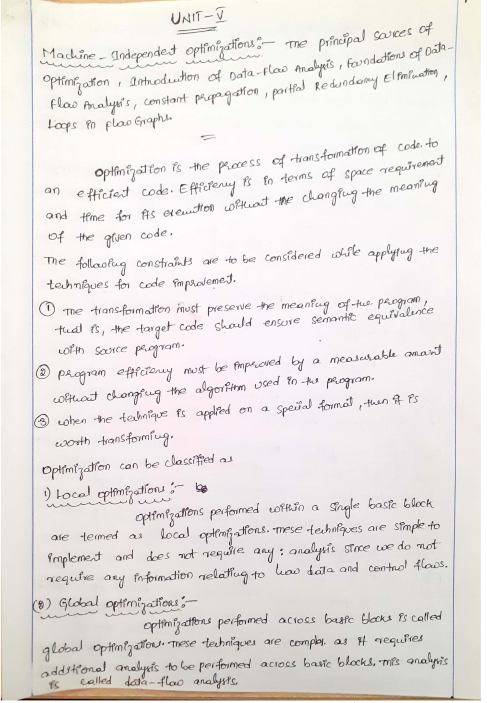 UNIT-V
Machine-Independent optimizations:- The principal sources of
optimization, Introduction of Data-Flow Analysis, foundations of Data-
Flow Analysis, constant propagation, partial Redundamy Elimination,
Loops in flow Graphs.
optimization is the process of transformation of code to
an efficient code. Efficiency is in terms of space requirement
and time for its execution without the changing the meaning
of the given code.
The following constraints are to be considered while applying the
techniques for code improvement.
① The transformation must preserve the meaning of the program,
that is, the target code should ensure semantic equivalence
with source program.
② program efficiency must be improved by a measurable amount
without changing the algorithm used in the program.
③ when the technique is applied on a special format, then it is
worth transforming.
optimization can be classified as
1) Local optimizations:-
optimizations performed within a single basic block
are termed as local optimizations. These techniques are simple to
implement and does not require any: analysis since we do not
require any information relating to how data and control flows.
(2) Global optimizations:-
optimizations performed across basic blocks is called
global optimizations. These techniques are complex as it requires
additional analysis to be performed across basic blocks. This analysis
is called data-flow analysis.